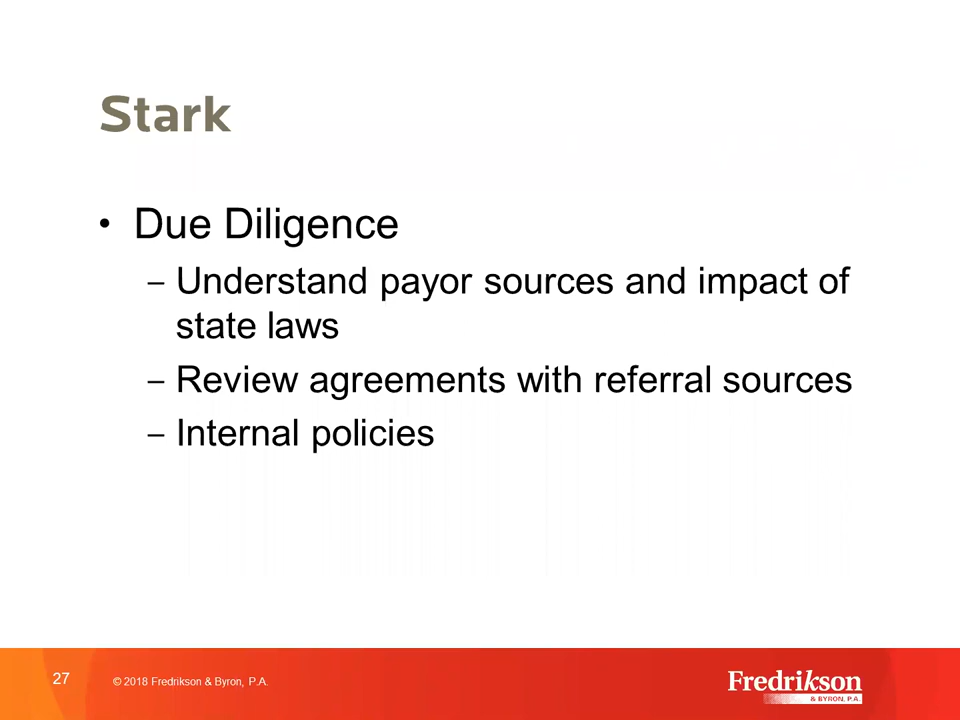 Stark
• Due Diligence
– Understand payor sources and impact of
state laws
– Review agreements with referral sources
– Internal policies
27
© 2018 Fredrikson & Byron, P.A.
Fredrikson
& BYRON, P.A.